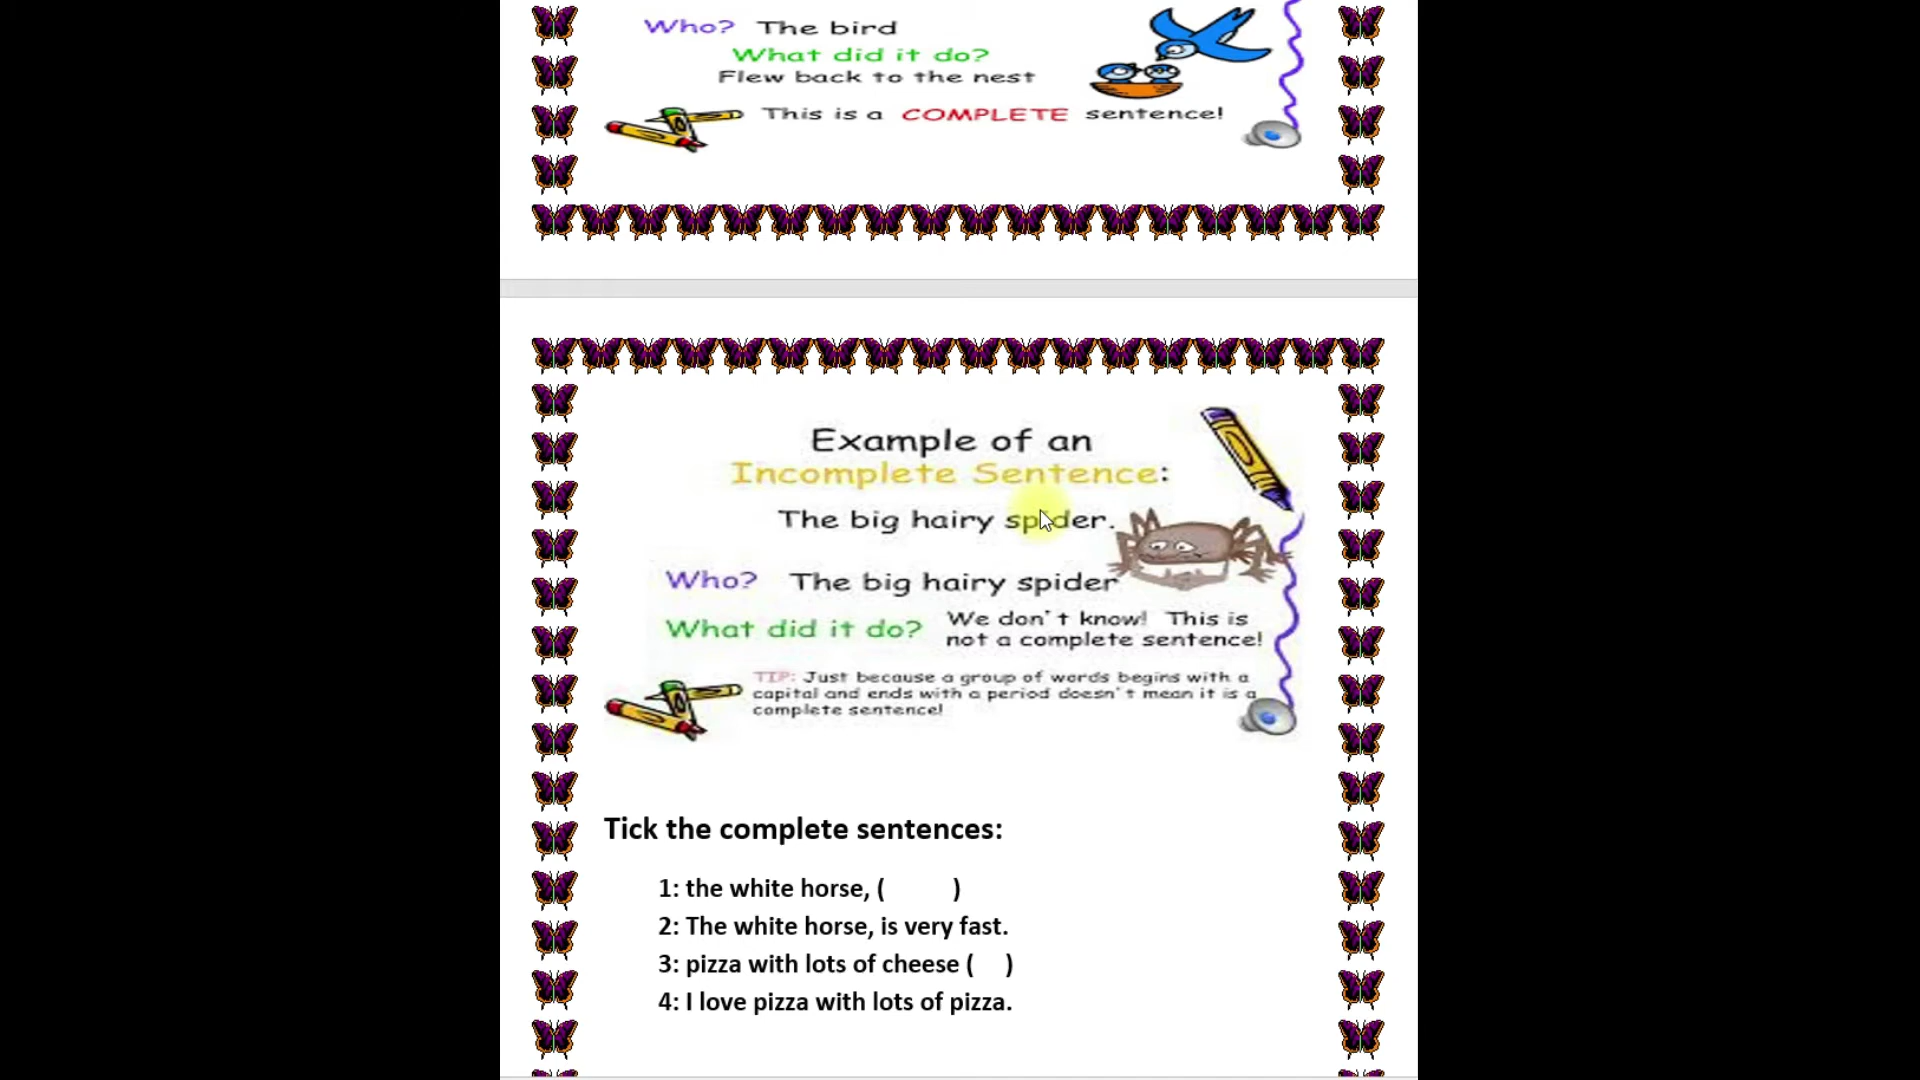 Who? The bird
What did it do?
Flew back to the nest
This is a COMPLETE sentence!
Example of an
Incomplete Sentence:
The big hairy spider.
Who? The big hairy spider
What did it do? We don't know! This is
not a complete sentence!
TIP: Just because a group of words begins with a
capital and ends with a period doesn't mean it is a
complete sentence!
Tick the complete sentences:
1: the white horse, ( )
2: The white horse, is very fast.
3: pizza with lots of cheese ( )
4: I love pizza with lots of pizza.